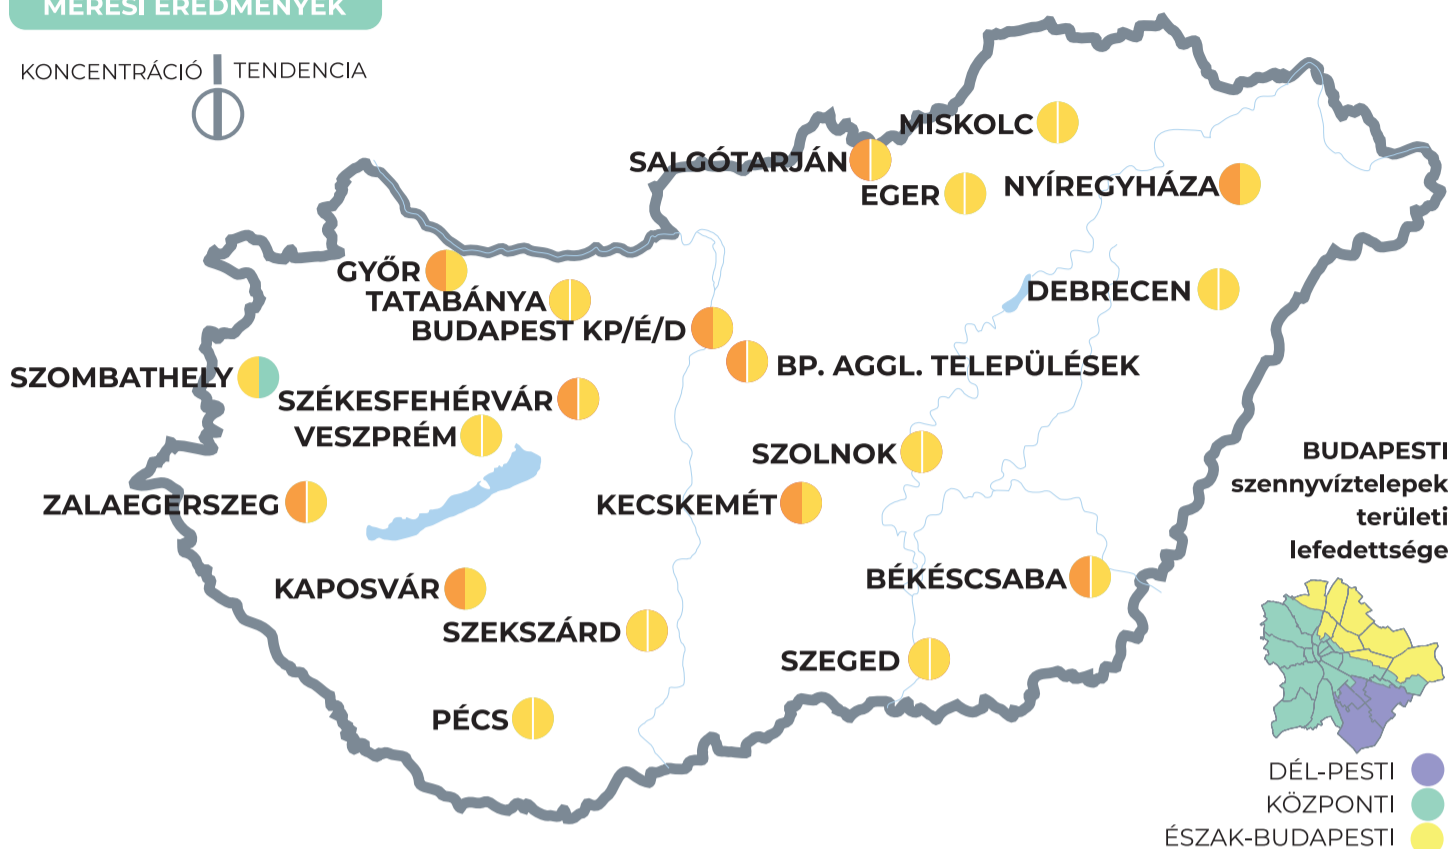 MÉRÉSI EREDMÉNYEK
KONCENTRÁCIÓ TENDENCIA
MISKOLC
SALGÓTARJÁN
EGER
NYÍREGYHÁZA
GYŐR
TATABÁNYA
DEBRECEN
BUDAPEST KP/É/D
BP. AGGL. TELEPÜLÉSEK
SZOMBATHELY
SZÉKESFEHÉRVÁR
VESZPRÉM
SZOLNOK
ZALAEGERSZEG
KECSKEMÉT
BÉKÉSCSABA
KAPOSVÁR
SZEKSZÁRD
SZEGED
PÉCS
BUDAPESTI
szennyvíztelepek
területi
lefedettsége
DÉL-PESTI
KÖZPONTI
ÉSZAK-BUDAPESTI